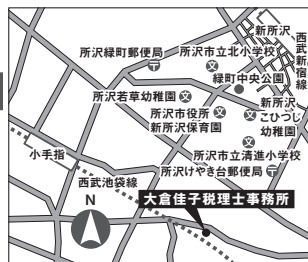 新所沢
西武新宿線
所沢緑町郵便局
所沢市立北小学校
緑町中央公園
所沢若草幼稚園
新所沢
こひつじ
幼稚園
所沢市役所
新所沢保育園
小手指
所沢市立清進小学校
所沢けやき台郵便局
西武池袋線
大倉佳子税理士事務所
N